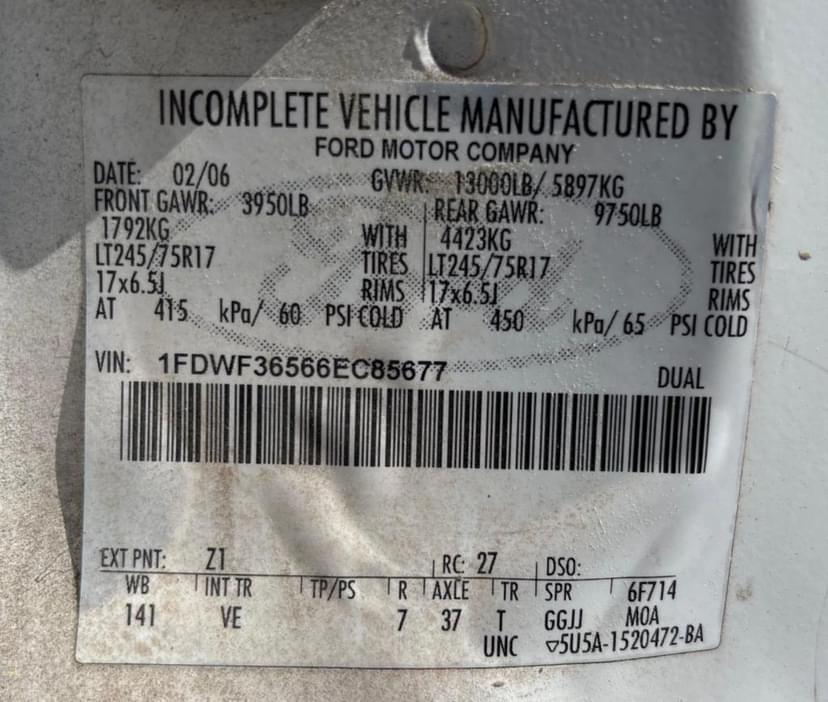 INCOMPLETE VEHICLE MANUFACTURED BY
FORD MOTOR COMPANY
DATE: 02/06 GVWR: 13000LB/ 5897KG
FRONT GAWR: 3950LB REAR GAWR: 9750LB
1792KG WITH 4423KG WITH
LT245/75R17 TIRES LT245/75R17 TIRES
17x6.5J RIMS 17x6.5J RIMS
AT 415 kPa/ 60 PSI COLD AT 450 kPa/ 65 PSI COLD
VIN: 1FDWF36566EC85677 DUAL
EXT PNT: Z1 RC: 27 DSO:
WB INT TR TP/PS R AXLE TR SPR 6F714
141 VE 7 37 T GGJJ MOA
UNC ▽5U5A-1520472-BA